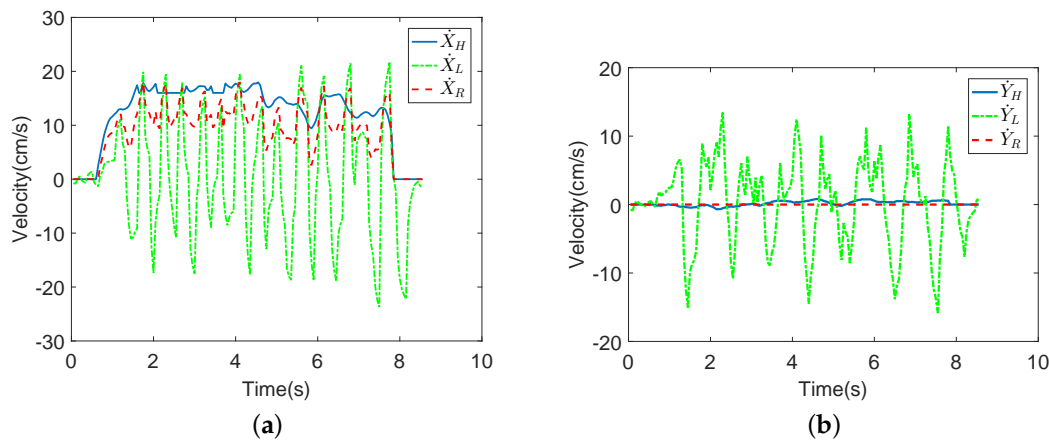 30
20
10
0
-10
-20
-30
Velocity(cm/s)
0 2 4 6 8 10
Time(s)
Ẋ_H
Ẋ_L
Ẋ_R
(a)
20
10
0
-10
-20
Velocity(cm/s)
0 2 4 6 8 10
Time(s)
Ẏ_H
Ẏ_L
Ẏ_R
(b)